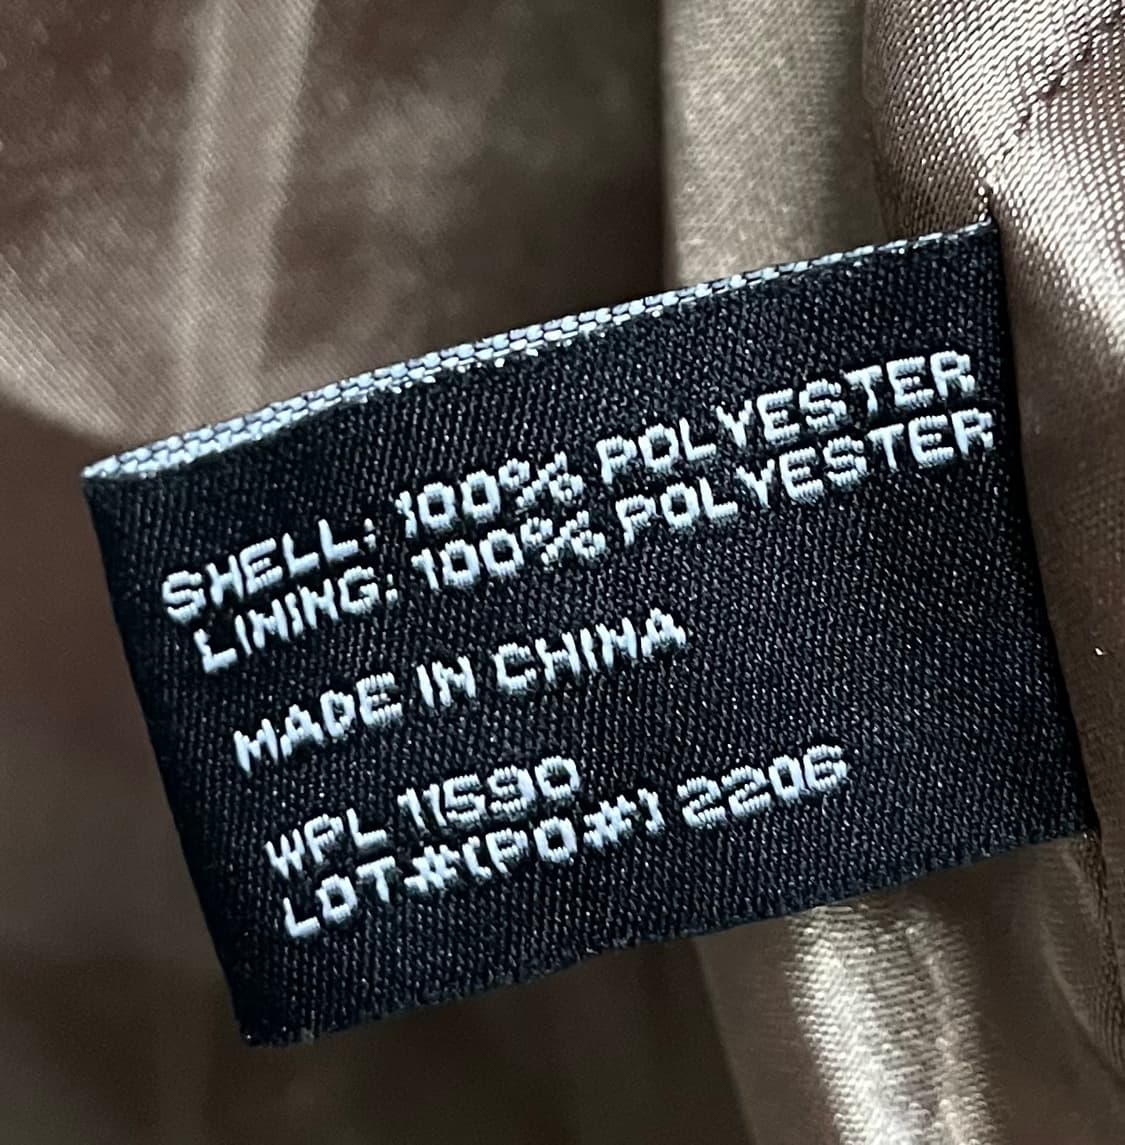 SHELL: 100% POLYESTER
LINING: 100% POLYESTER
MADE IN CHINA
WPL 11590
LOT#(PO#) 2206